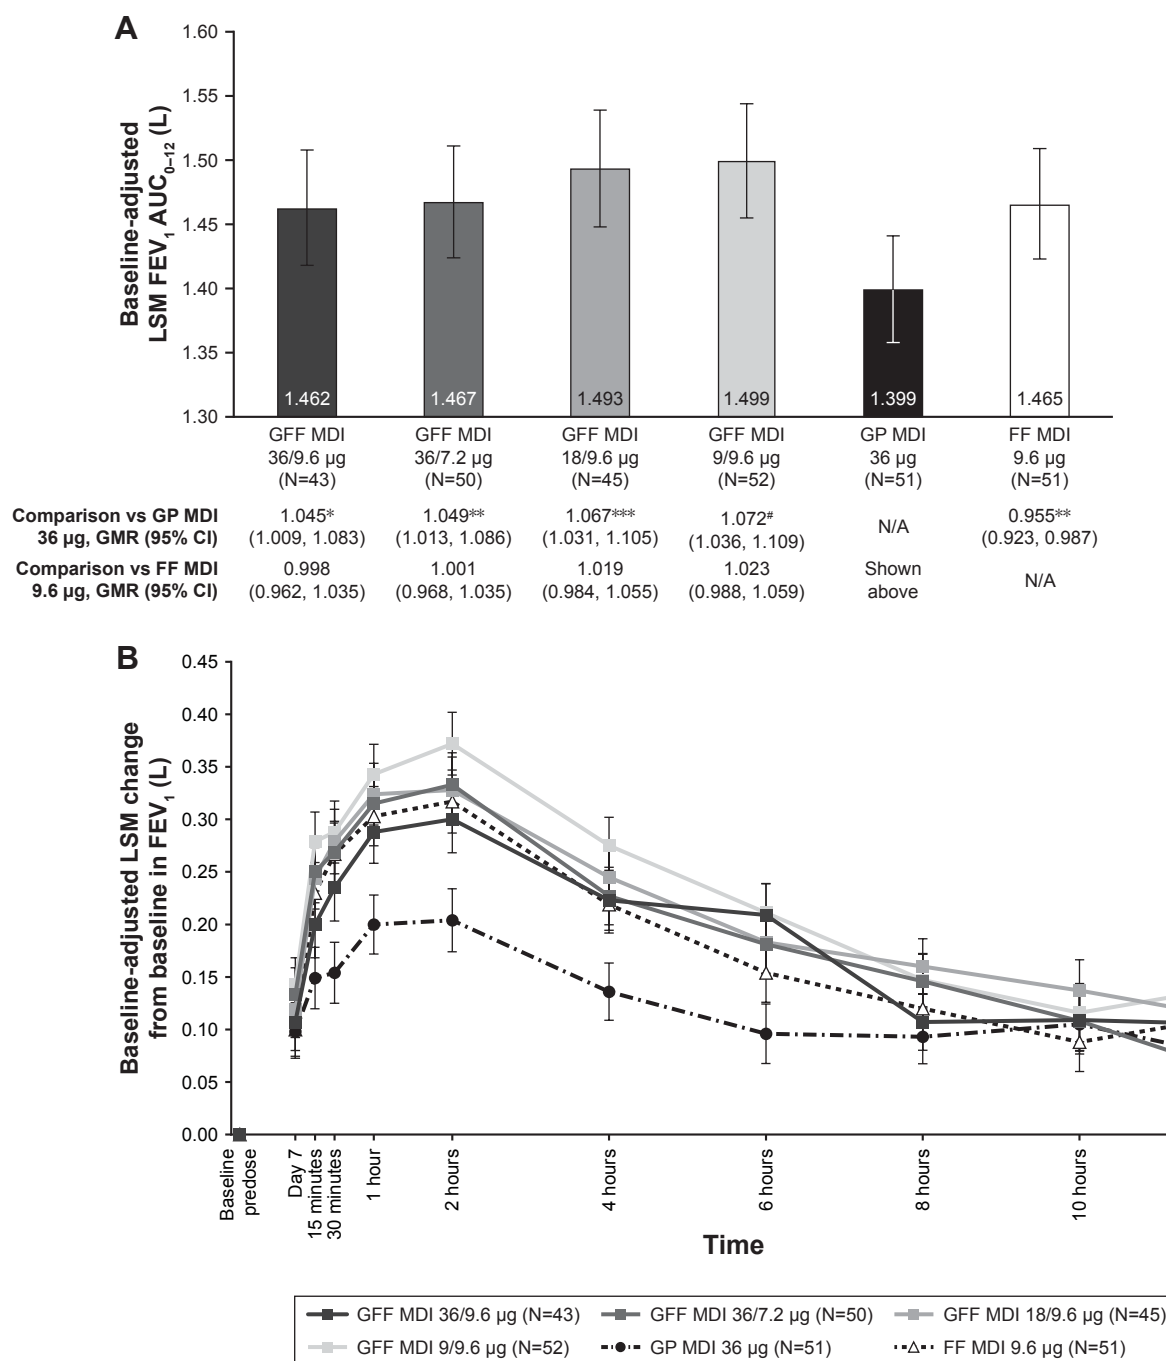 A
Baseline-adjusted
LSM FEV₁ AUC₀₋₁₂ (L)
1.60
1.55
1.50
1.45
1.40
1.35
1.30
1.462
1.467
1.493
1.499
1.399
1.465
GFF MDI
36/9.6 µg
(N=43)
GFF MDI
36/7.2 µg
(N=50)
GFF MDI
18/9.6 µg
(N=45)
GFF MDI
9/9.6 µg
(N=52)
GP MDI
36 µg
(N=51)
FF MDI
9.6 µg
(N=51)
Comparison vs GP MDI
36 µg, GMR (95% CI)
1.045*
(1.009, 1.083)
1.049**
(1.013, 1.086)
1.067***
(1.031, 1.105)
1.072#
(1.036, 1.109)
N/A
0.955**
(0.923, 0.987)
Comparison vs FF MDI
9.6 µg, GMR (95% CI)
0.998
(0.962, 1.035)
1.001
(0.968, 1.035)
1.019
(0.984, 1.055)
1.023
(0.988, 1.059)
Shown
above
N/A
B
Baseline-adjusted LSM change
from baseline in FEV₁ (L)
0.45
0.40
0.35
0.30
0.25
0.20
0.15
0.10
0.05
0.00
Baseline
predose
Day 7
15 minutes
30 minutes
1 hour
2 hours
4 hours
6 hours
8 hours
10 hours
Time
GFF MDI 36/9.6 µg (N=43)
GFF MDI 36/7.2 µg (N=50)
GFF MDI 18/9.6 µg (N=45)
GFF MDI 9/9.6 µg (N=52)
GP MDI 36 µg (N=51)
FF MDI 9.6 µg (N=51)